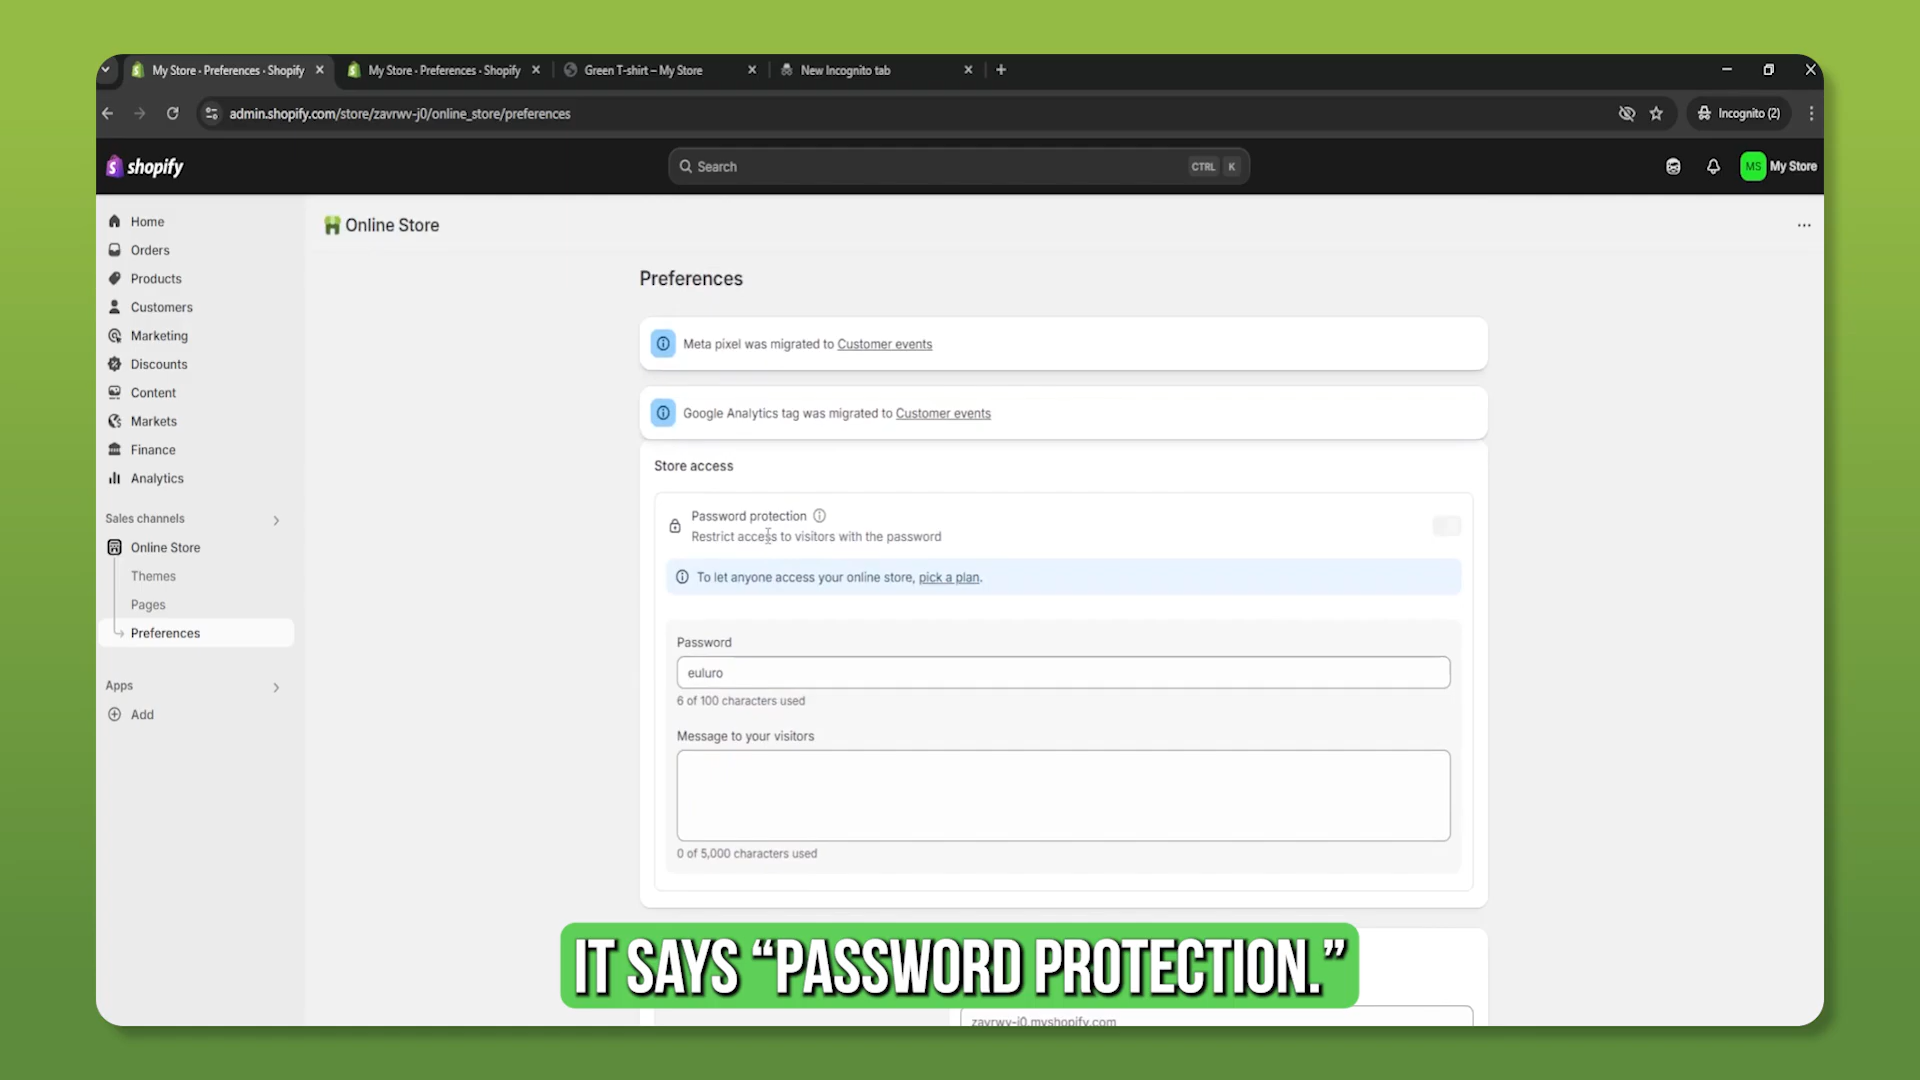 My Store · Preferences · Shopify
My Store · Preferences · Shopify
Green T-shirt – My Store
New Incognito tab
admin.shopify.com/store/zavrwv-j0/online_store/preferences
Incognito (2)
shopify
Search
CTRL K
MS My Store
Home
Orders
Products
Customers
Marketing
Discounts
Content
Markets
Finance
Analytics
Sales channels
Online Store
Themes
Pages
Preferences
Apps
Add
Online Store
Preferences
Meta pixel was migrated to Customer events
Google Analytics tag was migrated to Customer events
Store access
Password protection
Restrict access to visitors with the password
To let anyone access your online store, pick a plan.
Password
euluro
6 of 100 characters used
Message to your visitors
0 of 5,000 characters used
IT SAYS “PASSWORD PROTECTION.”
zavrwv-j0.myshopify.com